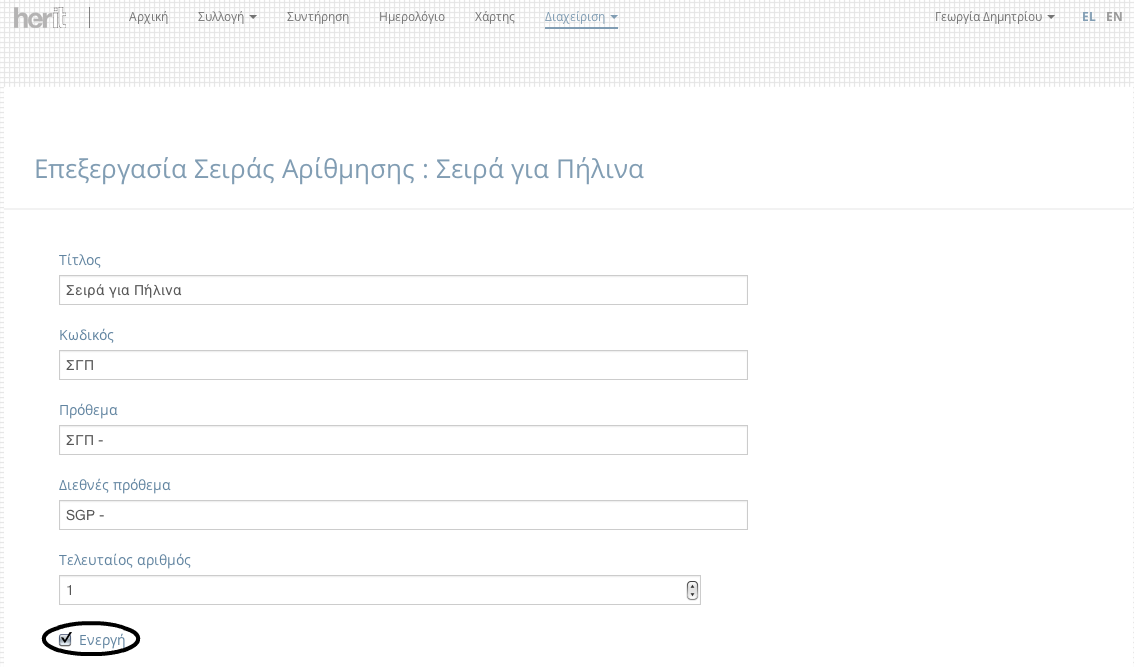 herit Αρχική Συλλογή Συντήρηση Ημερολόγιο Χάρτης Διαχείριση Γεωργία Δημητρίου EL EN
Επεξεργασία Σειράς Αρίθμησης : Σειρά για Πήλινα
Τίτλος
Σειρά για Πήλινα
Κωδικός
ΣΓΠ
Πρόθεμα
ΣΓΠ -
Διεθνές πρόθεμα
SGP -
Τελευταίος αριθμός
1
Ενεργή